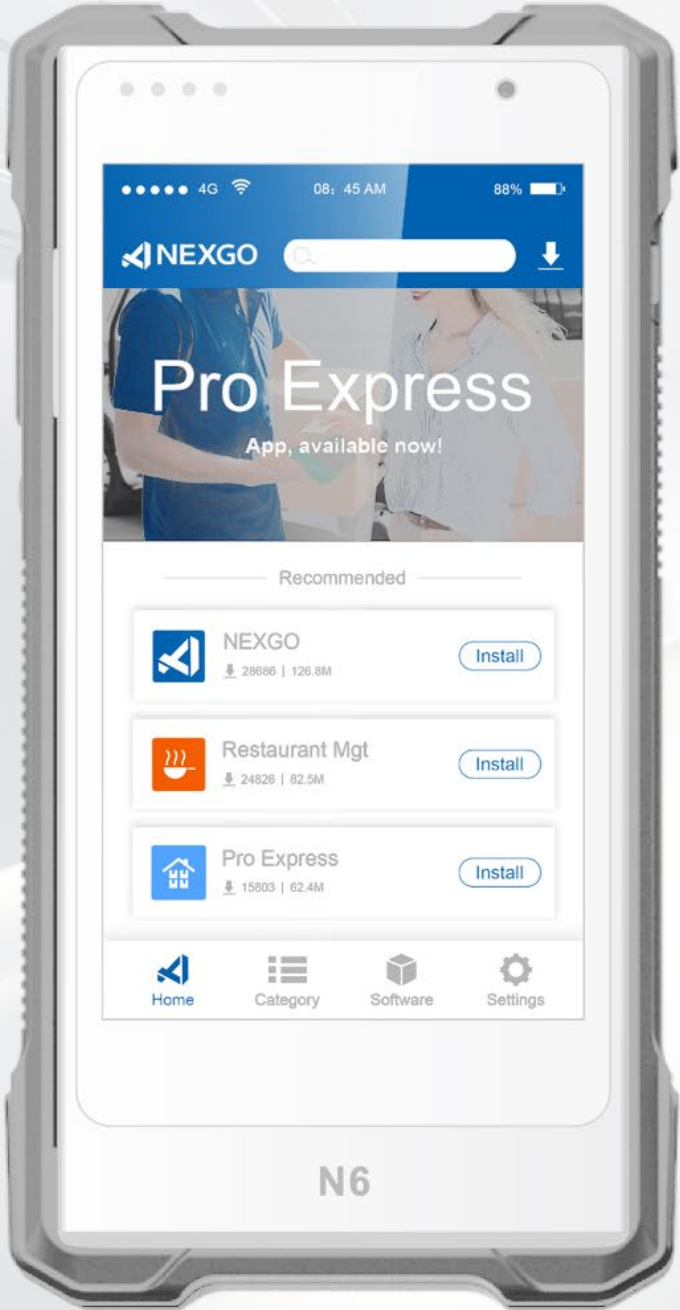 4G 08: 45 AM 88%
NEXGO
Pro Express
App, available now!
Recommended
NEXGO
28686 | 126.8M
Install
Restaurant Mgt
24826 | 82.5M
Install
Pro Express
15803 | 62.4M
Install
Home Category Software Settings
N6